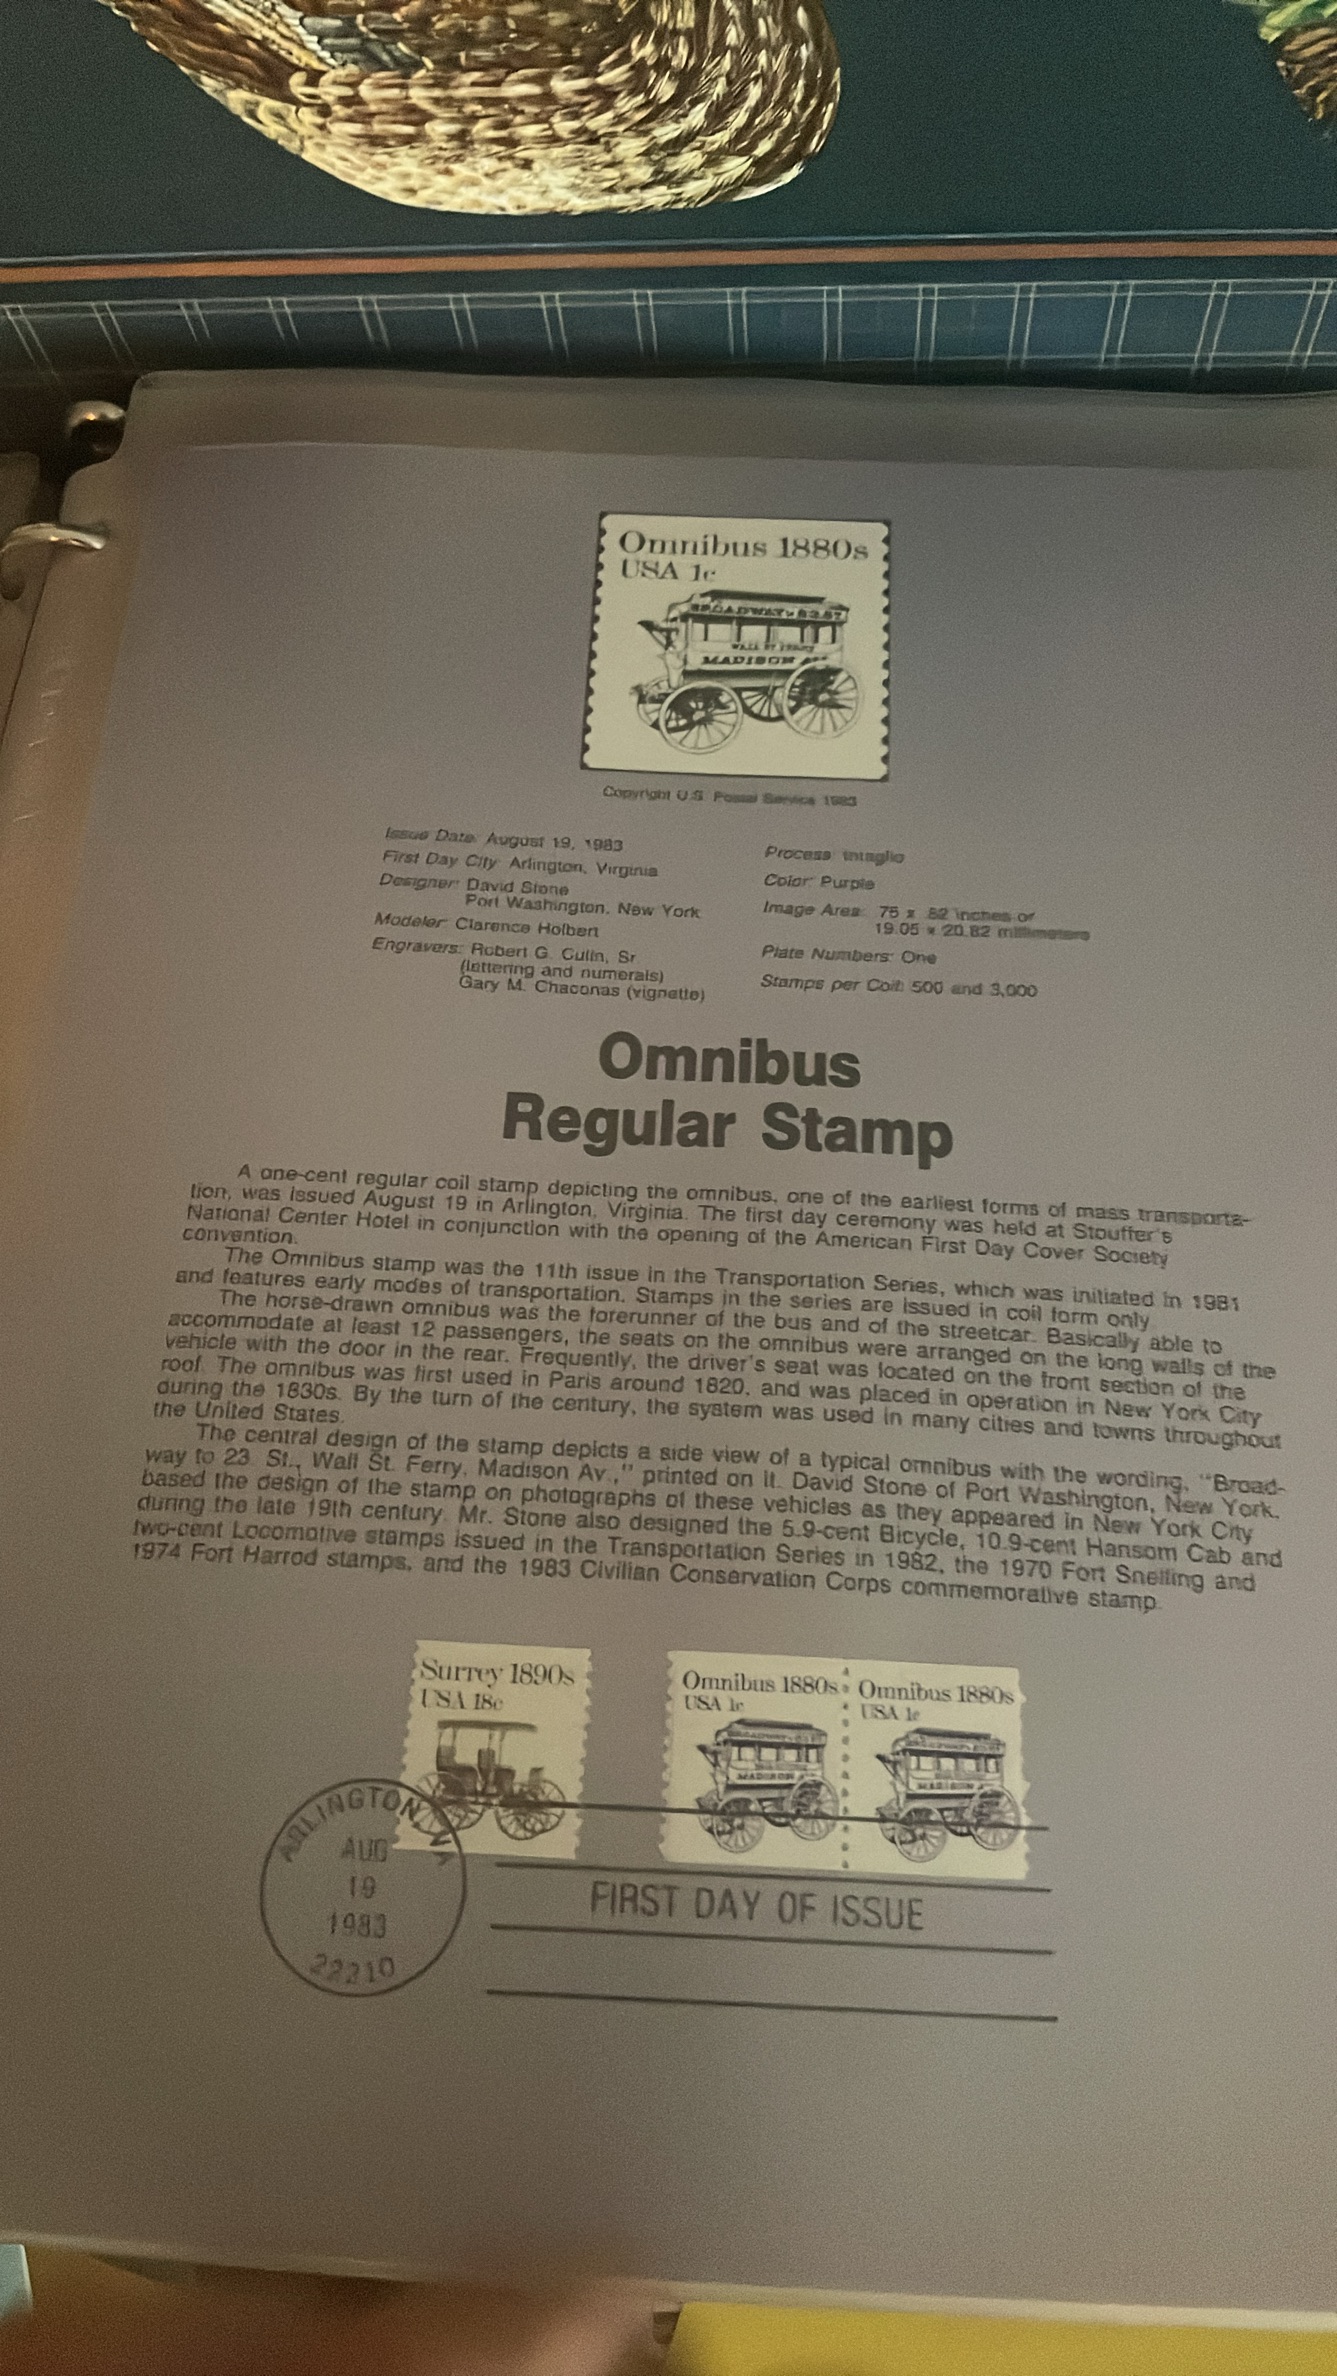 Omnibus 1880s
USA 1c
MADISON
Copyright U.S. Postal Service 1983
Issue Date: August 19, 1983
First Day City: Arlington, Virginia
Designer: David Stone
Port Washington, New York
Modeler: Clarence Holbert
Engravers: Robert G. Culin, Sr.
(lettering and numerals)
Gary M. Chaconas (vignette)
Process: Intaglio
Color: Purple
Image Area: .75 x .82 inches or
19.05 x 20.82 millimeters
Plate Numbers: One
Stamps per Coil: 500 and 3,000
Omnibus
Regular Stamp
A one-cent regular coil stamp depicting the omnibus, one of the earliest forms of mass transporta-
tion, was issued August 19 in Arlington, Virginia. The first day ceremony was held at Stouffer's
National Center Hotel in conjunction with the opening of the American First Day Cover Society
convention.
The Omnibus stamp was the 11th issue in the Transportation Series, which was initiated in 1981
and features early modes of transportation. Stamps in the series are issued in coil form only.
The horse-drawn omnibus was the forerunner of the bus and of the streetcar. Basically able to
accommodate at least 12 passengers, the seats on the omnibus were arranged on the long walls of the
vehicle with the door in the rear. Frequently, the driver's seat was located on the front section of the
roof. The omnibus was first used in Paris around 1820, and was placed in operation in New York City
during the 1830s. By the turn of the century, the system was used in many cities and towns throughout
the United States.
The central design of the stamp depicts a side view of a typical omnibus with the wording, "Broad-
way to 23. St., Wall St. Ferry, Madison Av.," printed on it. David Stone of Port Washington, New York,
based the design of the stamp on photographs of these vehicles as they appeared in New York City
during the late 19th century. Mr. Stone also designed the 5.9-cent Bicycle, 10.9-cent Hansom Cab and
two-cent Locomotive stamps issued in the Transportation Series in 1982, the 1970 Fort Snelling and
1974 Fort Harrod stamps, and the 1983 Civilian Conservation Corps commemorative stamp.
Surrey 1890s
USA 18c
Omnibus 1880s
USA 1c
MADISON
Omnibus 1880s
USA 1c
MADISON
ARLINGTON, VA
AUG
19
1983
22210
FIRST DAY OF ISSUE